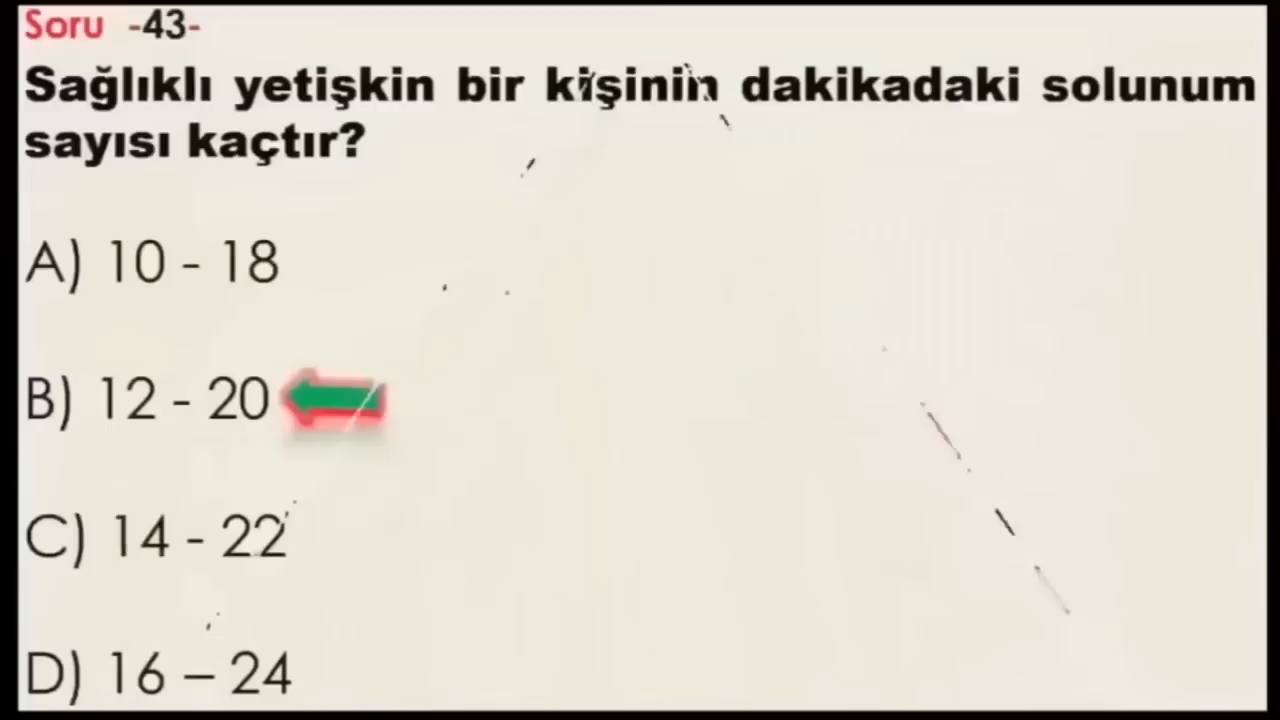 Soru -43-
Sağlıklı yetişkin bir kişinin dakikadaki solunum
sayısı kaçtır?
A) 10 - 18
B) 12 - 20
C) 14 - 22
D) 16 – 24